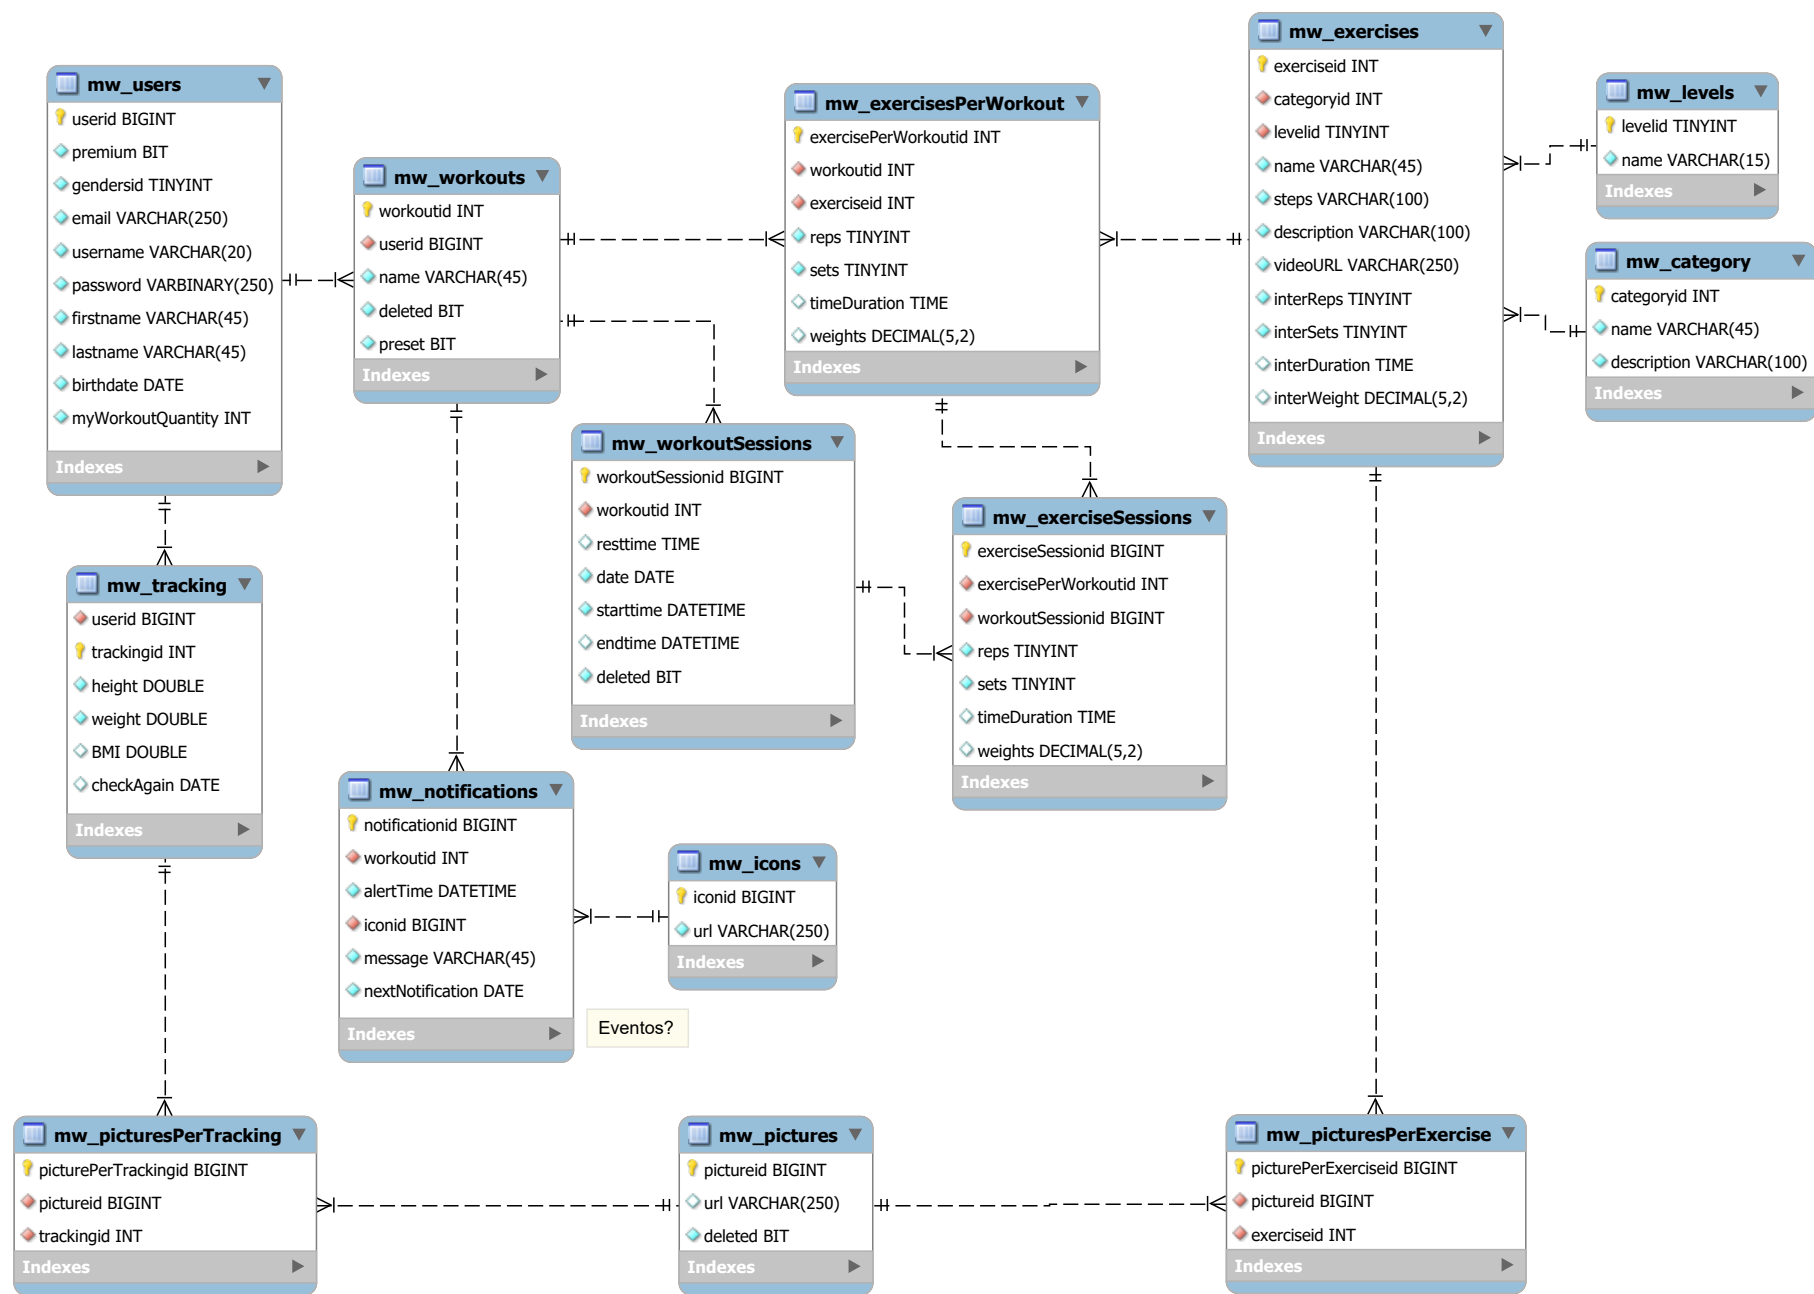 mw_users
userid BIGINT
premium BIT
gendersid TINYINT
email VARCHAR(250)
username VARCHAR(20)
password VARBINARY(250)
firstname VARCHAR(45)
lastname VARCHAR(45)
birthdate DATE
myWorkoutQuantity INT
Indexes
mw_workouts
workoutid INT
userid BIGINT
name VARCHAR(45)
deleted BIT
preset BIT
Indexes
mw_exercisesPerWorkout
exercisePerWorkoutid INT
workoutid INT
exerciseid INT
reps TINYINT
sets TINYINT
timeDuration TIME
weights DECIMAL(5,2)
Indexes
mw_exercises
exerciseid INT
categoryid INT
levelid TINYINT
name VARCHAR(45)
steps VARCHAR(100)
description VARCHAR(100)
videoURL VARCHAR(250)
interReps TINYINT
interSets TINYINT
interDuration TIME
interWeight DECIMAL(5,2)
Indexes
mw_levels
levelid TINYINT
name VARCHAR(15)
Indexes
mw_category
categoryid INT
name VARCHAR(45)
description VARCHAR(100)
Indexes
mw_workoutSessions
workoutSessionid BIGINT
workoutid INT
resttime TIME
date DATE
starttime DATETIME
endtime DATETIME
deleted BIT
Indexes
mw_exerciseSessions
exerciseSessionid BIGINT
exercisePerWorkoutid INT
workoutSessionid BIGINT
reps TINYINT
sets TINYINT
timeDuration TIME
weights DECIMAL(5,2)
Indexes
mw_tracking
userid BIGINT
trackingid INT
height DOUBLE
weight DOUBLE
BMI DOUBLE
checkAgain DATE
Indexes
mw_notifications
notificationid BIGINT
workoutid INT
alertTime DATETIME
iconid BIGINT
message VARCHAR(45)
nextNotification DATE
Indexes
mw_icons
iconid BIGINT
url VARCHAR(250)
Indexes
Eventos?
mw_picturesPerTracking
picturePerTrackingid BIGINT
pictureid BIGINT
trackingid INT
Indexes
mw_pictures
pictureid BIGINT
url VARCHAR(250)
deleted BIT
Indexes
mw_picturesPerExercise
picturePerExerciseid BIGINT
pictureid BIGINT
exerciseid INT
Indexes